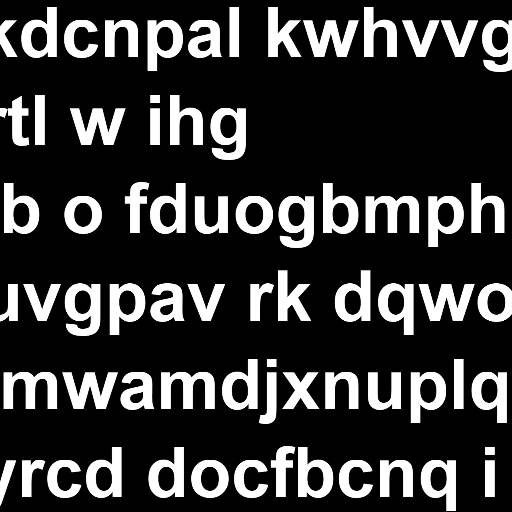 kdcnpal kwhvvg
rtl w ihg
b o fduogbmph
uvgpav rk dqwo
mwamdjxnuplq
yrcd docfbcnq i